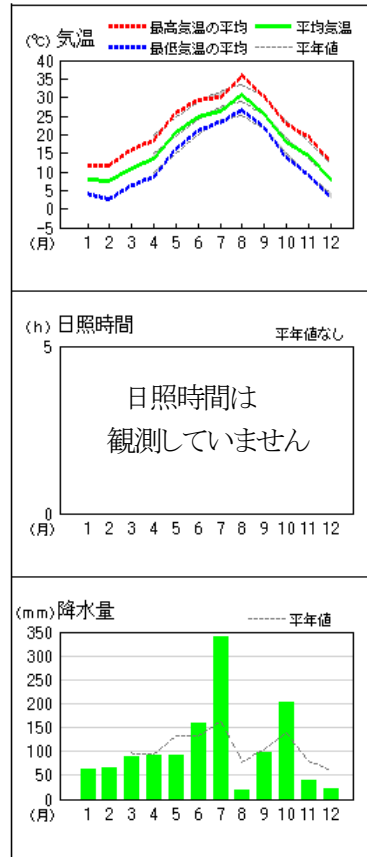 (℃) 気温
最高気温の平均 平均気温
最低気温の平均 平年値
40
35
30
25
20
15
10
5
0
-5
(月) 1 2 3 4 5 6 7 8 9 10 11 12
(h) 日照時間
平年値なし
5
日照時間は
観測していません
0
(月) 1 2 3 4 5 6 7 8 9 10 11 12
(mm) 降水量
平年値
350
300
250
200
150
100
50
0
(月) 1 2 3 4 5 6 7 8 9 10 11 12